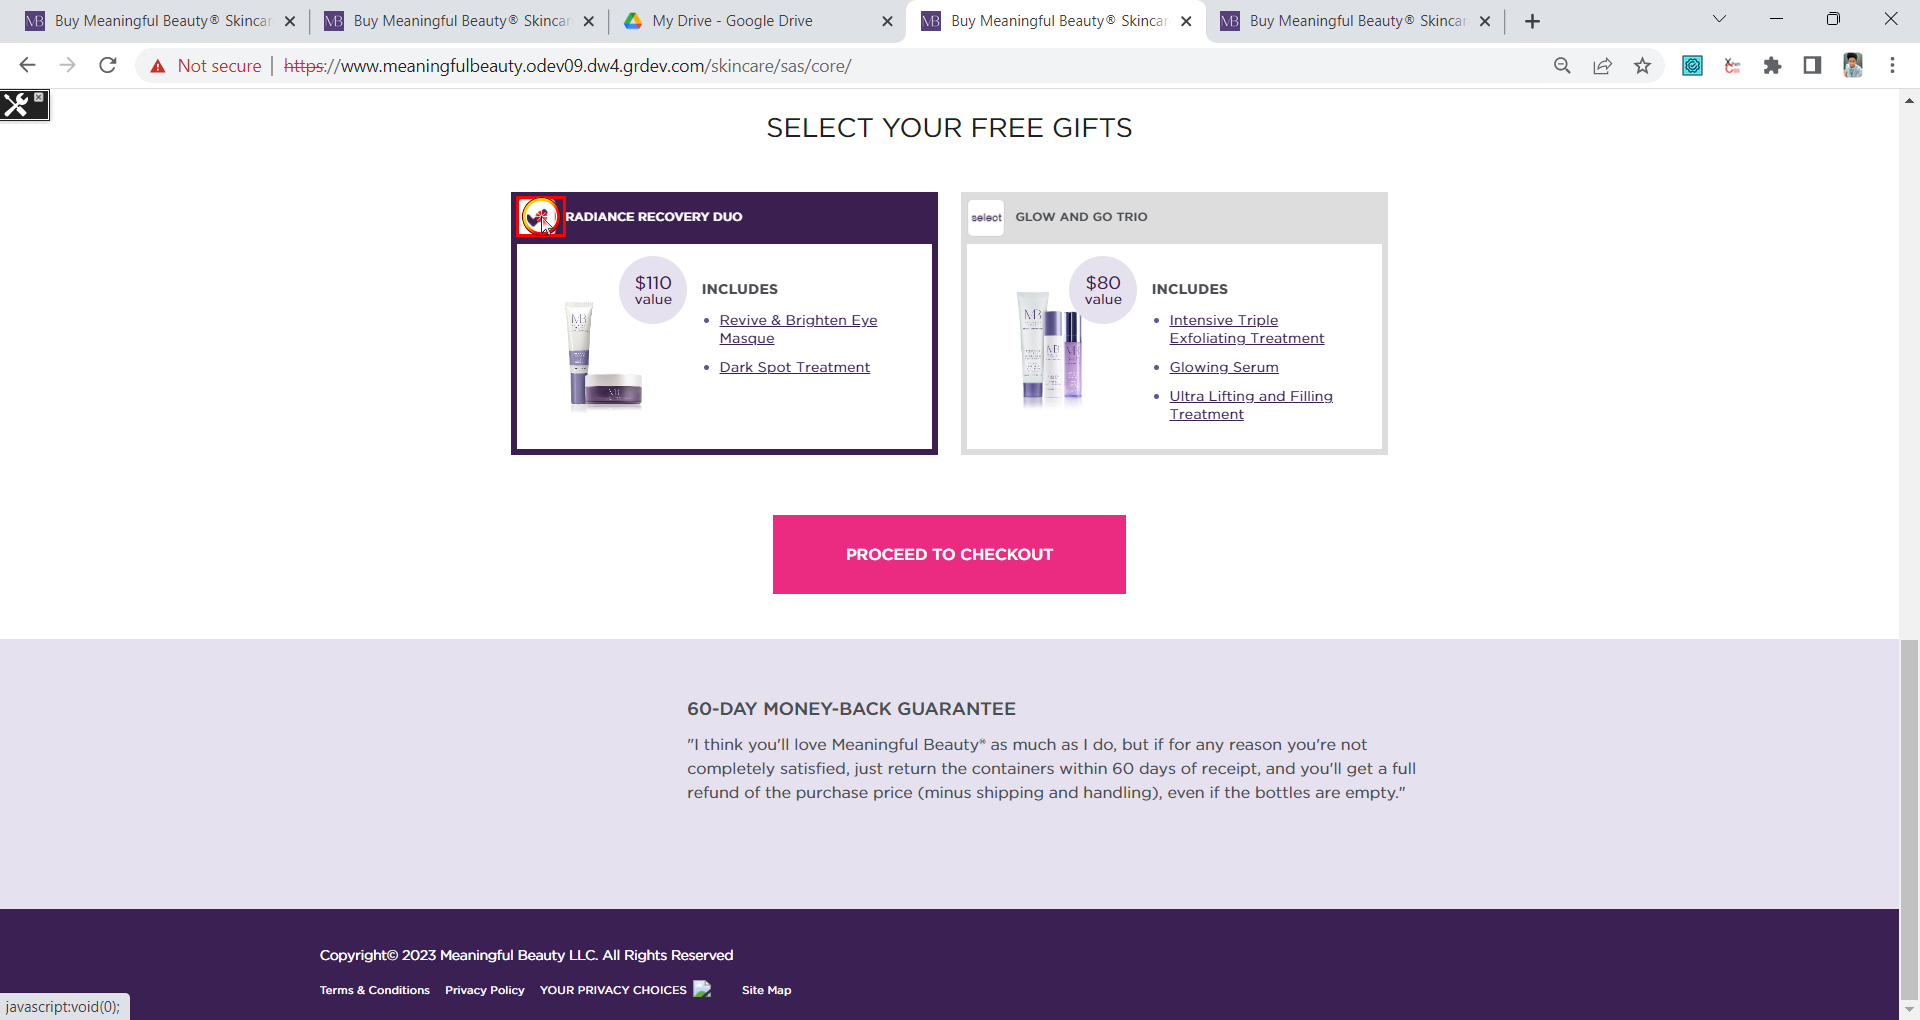 Buy Meaningful Beauty® Skincar
Buy Meaningful Beauty® Skincar
My Drive - Google Drive
Buy Meaningful Beauty® Skincar
Buy Meaningful Beauty® Skincar
Not secure
https://www.meaningfulbeauty.odev09.dw4.grdev.com/skincare/sas/core/
SELECT YOUR FREE GIFTS
RADIANCE RECOVERY DUO
$110
value
INCLUDES
Revive & Brighten Eye
Masque
Dark Spot Treatment
select
GLOW AND GO TRIO
$80
value
INCLUDES
Intensive Triple
Exfoliating Treatment
Glowing Serum
Ultra Lifting and Filling
Treatment
PROCEED TO CHECKOUT
60-DAY MONEY-BACK GUARANTEE
"I think you'll love Meaningful Beauty® as much as I do, but if for any reason you're not
completely satisfied, just return the containers within 60 days of receipt, and you'll get a full
refund of the purchase price (minus shipping and handling), even if the bottles are empty."
Copyright© 2023 Meaningful Beauty LLC. All Rights Reserved
Terms & Conditions Privacy Policy YOUR PRIVACY CHOICES Site Map
javascript:void(0);